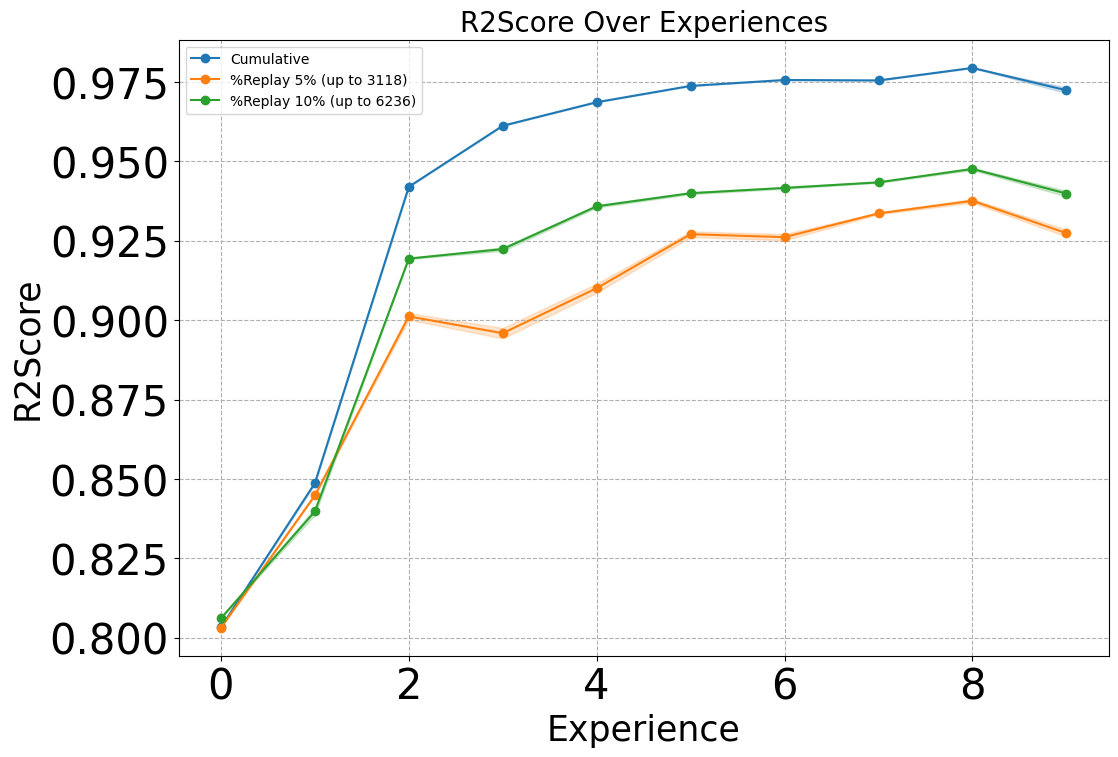 R2Score Over Experiences
Cumulative
%Replay 5% (up to 3118)
%Replay 10% (up to 6236)
0.975
0.950
0.925
0.900
0.875
0.850
0.825
0.800
R2Score
0 2 4 6 8
Experience